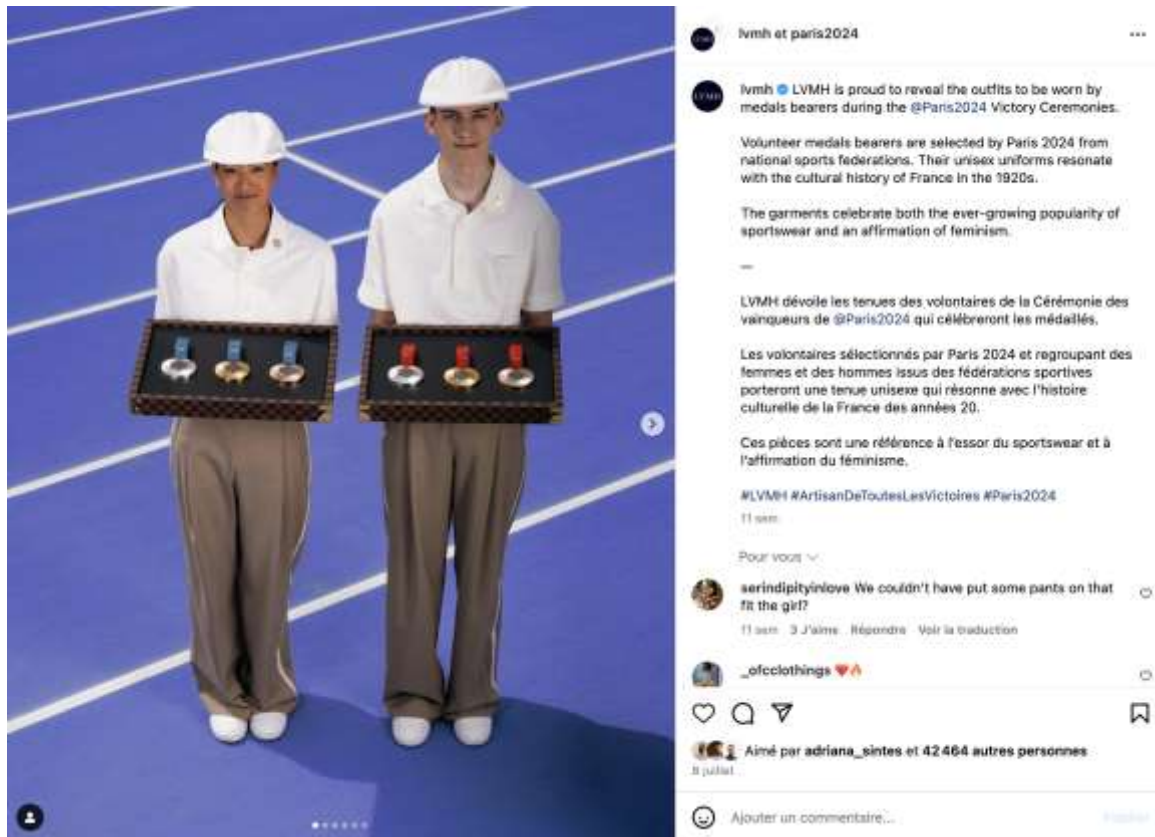 lvmh et paris2024
lvmh LVMH is proud to reveal the outfits to be worn by
medals bearers during the @Paris2024 Victory Ceremonies.
Volunteer medals bearers are selected by Paris 2024 from
national sports federations. Their unisex uniforms resonate
with the cultural history of France in the 1920s.
The garments celebrate both the ever-growing popularity of
sportswear and an affirmation of feminism.
—
LVMH dévoile les tenues des volontaires de la Cérémonie des
vainqueurs de @Paris2024 qui célébreront les médaillés.
Les volontaires sélectionnés par Paris 2024 et regroupant des
femmes et des hommes issus des fédérations sportives
porteront une tenue unisexe qui résonne avec l'histoire
culturelle de la France des années 20.
Ces pièces sont une référence à l'essor du sportswear et à
l'affirmation du féminisme.
#LVMH #ArtisanDeToutesLesVictoires #Paris2024
11 sem
Pour vous
serindipityinlove We couldn't have put some pants on that
fit the girl?
11 sem 3 J'aime Répondre Voir la traduction
_ofcclothings
Aimé par adriana_sintes et 42 464 autres personnes
8 juillet
Ajouter un commentaire...